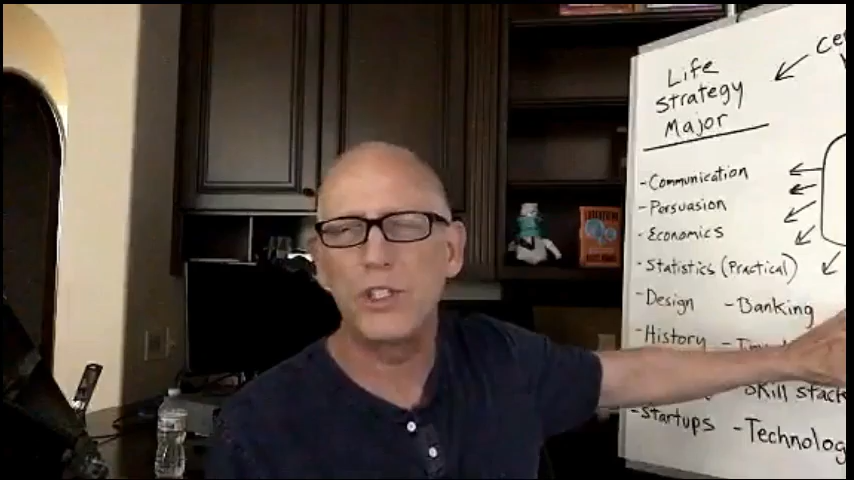 Life
Strategy
Major
- Communication
- Persuasion
- Economics
- Statistics (Practical)
- Design - Banking
- History
Skill stack
- Startups - Technolog